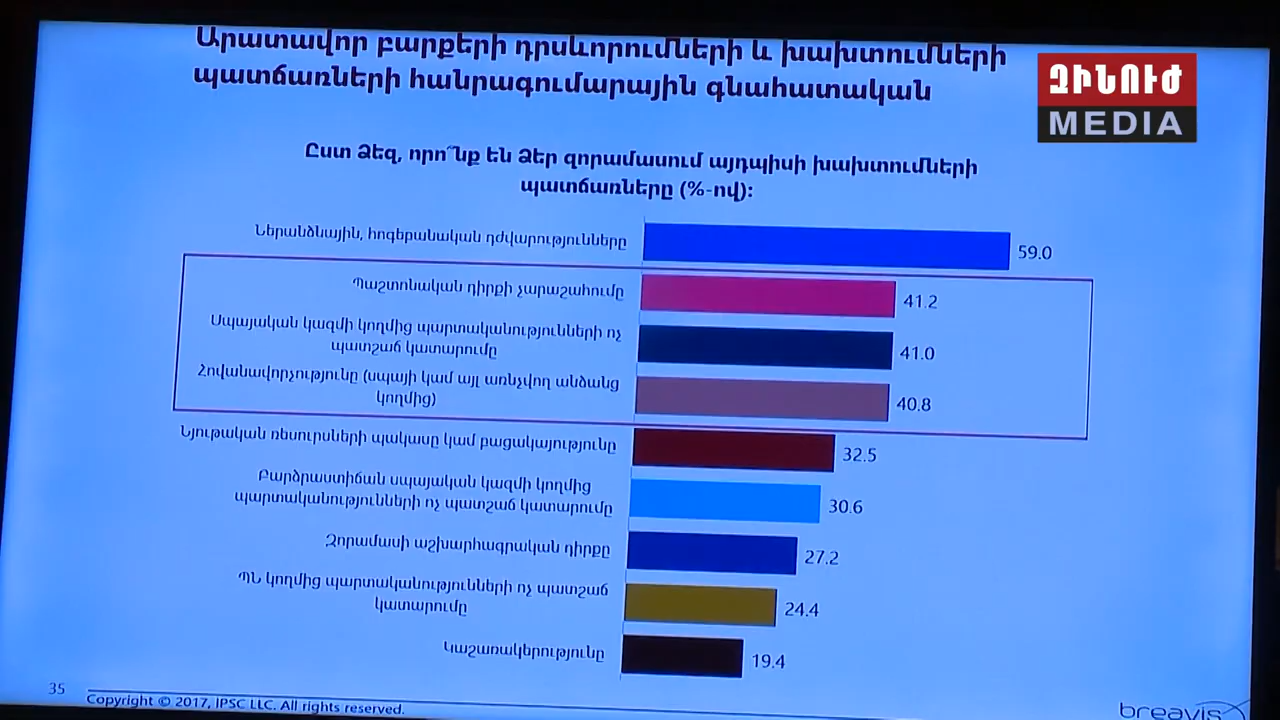 Արատավոր բարքերի դրսևորումների և խախտումների
պատճառների հանրագումարային գնահատական
ԶԻՆՈՒԺ
MEDIA
Ըստ Ձեզ, որո՞նք են Ձեր զորամասում այդպիսի խախտումների
պատճառները (%-ով):
Ներանձնային, հոգեբանական դժվարությունները
59.0
Պաշտոնական դիրքի չարաշահումը
41.2
Սպայական կազմի կողմից պարտականությունների ոչ
պատշաճ կատարումը
41.0
Հովանավորչությունը (սպայի կամ այլ առնչվող անձանց
կողմից)
40.8
Նյութական ռեսուրսների պակասը կամ բացակայությունը
32.5
Բարձրաստիճան սպայական կազմի կողմից
պարտականությունների ոչ պատշաճ կատարումը
30.6
Զորամասի աշխարհագրական դիրքը
27.2
ՊՆ կողմից պարտականությունների ոչ պատշաճ
կատարումը
24.4
Կաշառակերությունը
19.4
35
Copyright © 2017, IPSC LLC. All rights reserved.
breavis